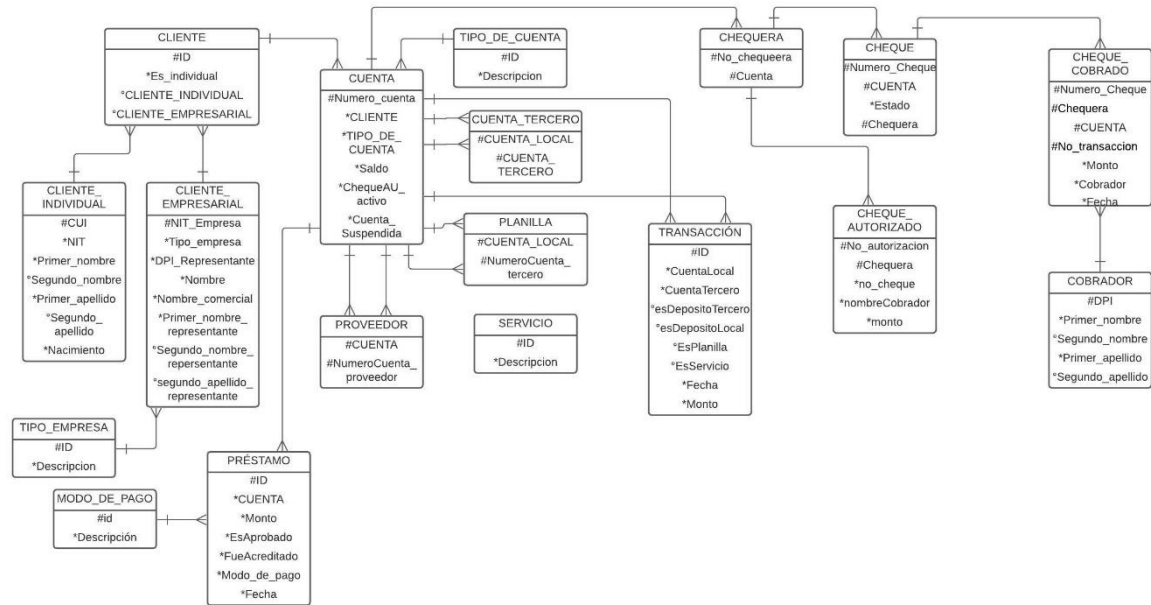 CLIENTE
#ID
*Es_individual
°CLIENTE_INDIVIDUAL
°CLIENTE_EMPRESARIAL
TIPO_DE_CUENTA
#ID
*Descripcion
CHEQUERA
#No_chequeera
#Cuenta
CHEQUE
#Numero_Cheque
#CUENTA
*Estado
#Chequera
CHEQUE_
COBRADO
#Numero_Cheque
#Chequera
#CUENTA
#No_transaccion
*Monto
*Cobrador
*Fecha
CUENTA
#Numero_cuenta
*CLIENTE
*TIPO_DE_
CUENTA
*Saldo
*ChequeAU_
activo
*Cuenta_
Suspendida
CUENTA_TERCERO
#CUENTA_LOCAL
#CUENTA_
TERCERO
CLIENTE_
INDIVIDUAL
#CUI
*NIT
*Primer_nombre
°Segundo_nombre
*Primer_apellido
°Segundo_
apellido
*Nacimiento
CLIENTE_
EMPRESARIAL
#NIT_Empresa
*Tipo_empresa
*DPI_Representante
*Nombre
*Nombre_comercial
*Primer_nombre_
representante
°Segundo_nombre_
repersentante
°segundo_apellido_
representante
PLANILLA
#CUENTA_LOCAL
#NumeroCuenta_
tercero
TRANSACCIÓN
#ID
*CuentaLocal
*CuentaTercero
°esDepositoTercero
°esDepositoLocal
°EsPlanilla
°EsServicio
*Fecha
*Monto
CHEQUE_
AUTORIZADO
#No_autorizacion
#Chequera
*no_cheque
*nombreCobrador
*monto
COBRADOR
#DPI
*Primer_nombre
°Segundo_nombre
*Primer_apellido
°Segundo_apellido
PROVEEDOR
#CUENTA
#NumeroCuenta_
proveedor
SERVICIO
#ID
*Descripcion
TIPO_EMPRESA
#ID
*Descripcion
PRÉSTAMO
#ID
*CUENTA
*Monto
*EsAprobado
*FueAcreditado
*Modo_de_pago
*Fecha
MODO_DE_PAGO
#id
*Descripción